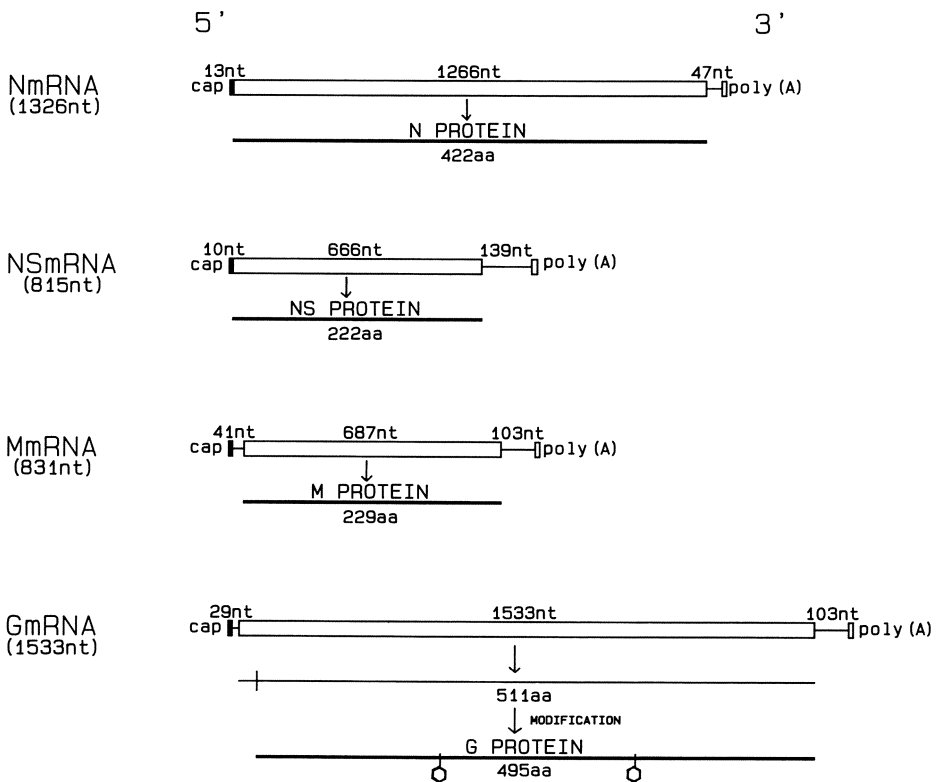 5' 3'
NmRNA
(1326nt)
13nt 1266nt 47nt
cap poly(A)
N PROTEIN
422aa
NSmRNA
(815nt)
10nt 666nt 139nt
cap poly(A)
NS PROTEIN
222aa
MmRNA
(831nt)
41nt 687nt 103nt
cap poly(A)
M PROTEIN
229aa
GmRNA
(1533nt)
29nt 1533nt 103nt
cap poly(A)
511aa
MODIFICATION
G PROTEIN
495aa